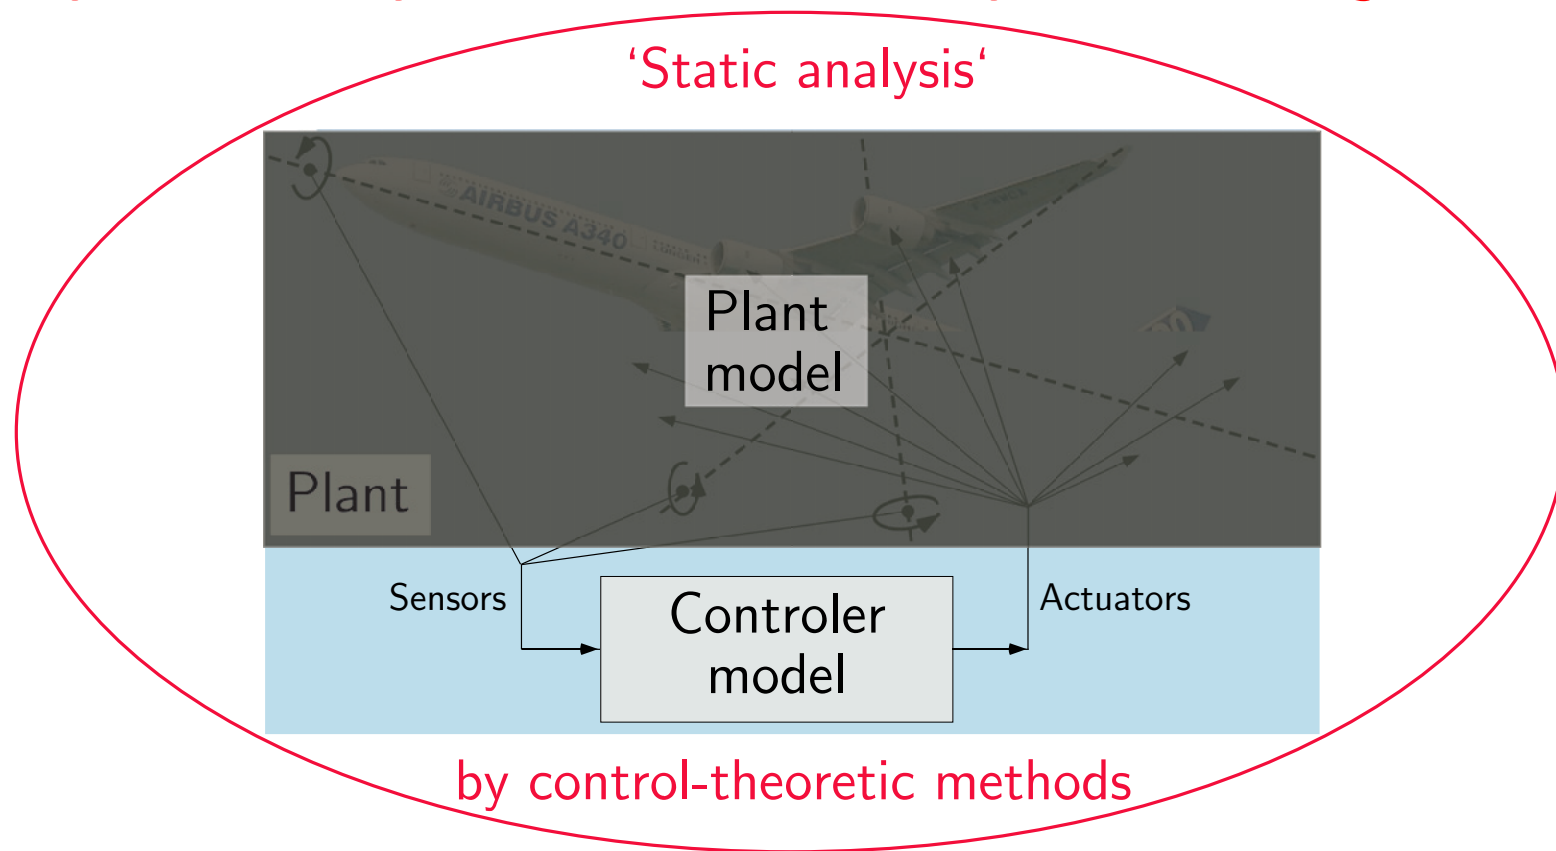 ‘Static analysis‘
AIRBUS A340
Plant
model
Plant
Sensors
Controler
model
Actuators
by control-theoretic methods